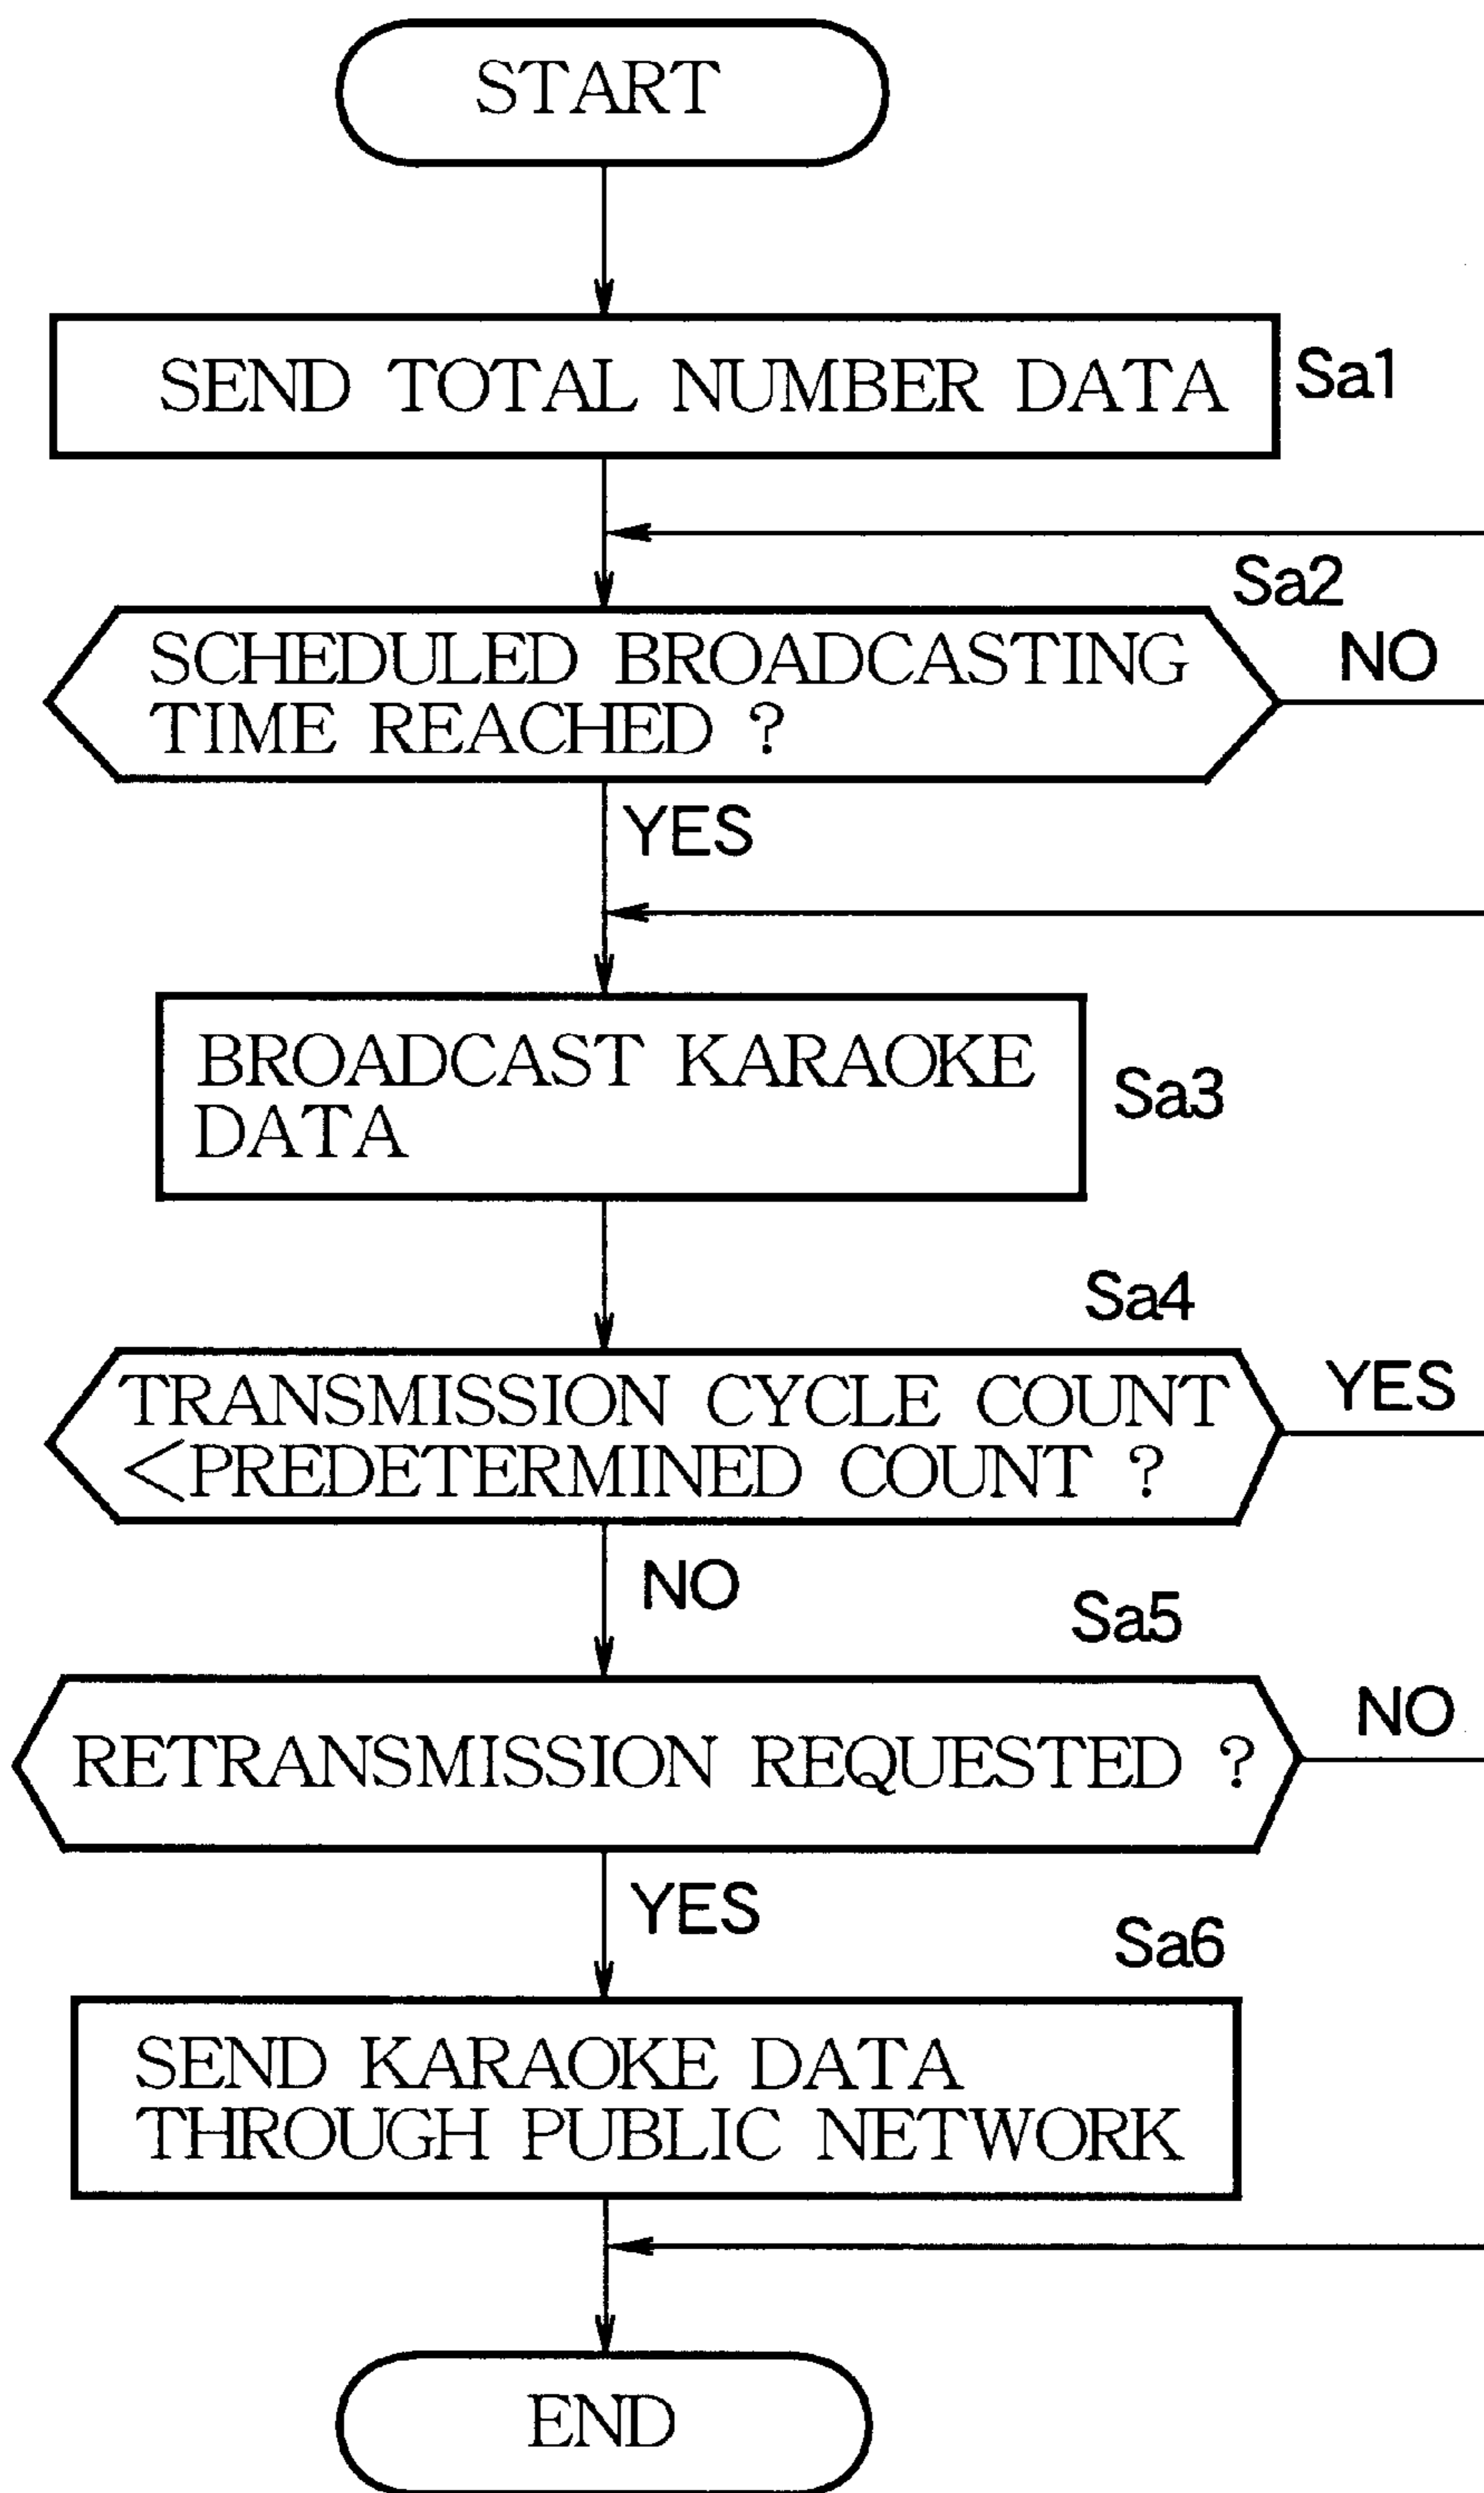 START
SEND TOTAL NUMBER DATA
Sa1
Sa2
SCHEDULED BROADCASTING
TIME REACHED ?
NO
YES
BROADCAST KARAOKE
DATA
Sa3
Sa4
TRANSMISSION CYCLE COUNT
<PREDETERMINED COUNT ?
YES
NO
Sa5
RETRANSMISSION REQUESTED ?
NO
YES
Sa6
SEND KARAOKE DATA
THROUGH PUBLIC NETWORK
END